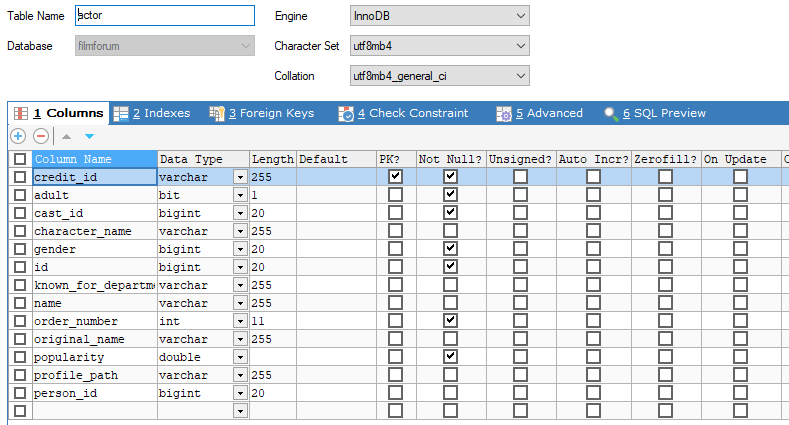 Table Name actor Engine InnoDB
Database filmforum Character Set utf8mb4
Collation utf8mb4_general_ci
1 Columns 2 Indexes 3 Foreign Keys 4 Check Constraint 5 Advanced 6 SQL Preview
Column Name Data Type Length Default PK? Not Null? Unsigned? Auto Incr? Zerofill? On Update
credit_id varchar 255
adult bit 1
cast_id bigint 20
character_name varchar 255
gender bigint 20
id bigint 20
known_for_departme varchar 255
name varchar 255
order_number int 11
original_name varchar 255
popularity double
profile_path varchar 255
person_id bigint 20